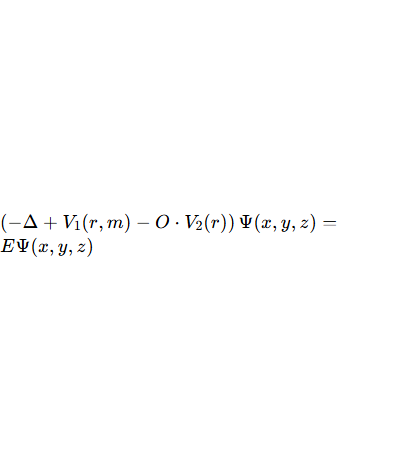 (−Δ + V₁(r, m) − O · V₂(r)) Ψ(x, y, z) =
EΨ(x, y, z)